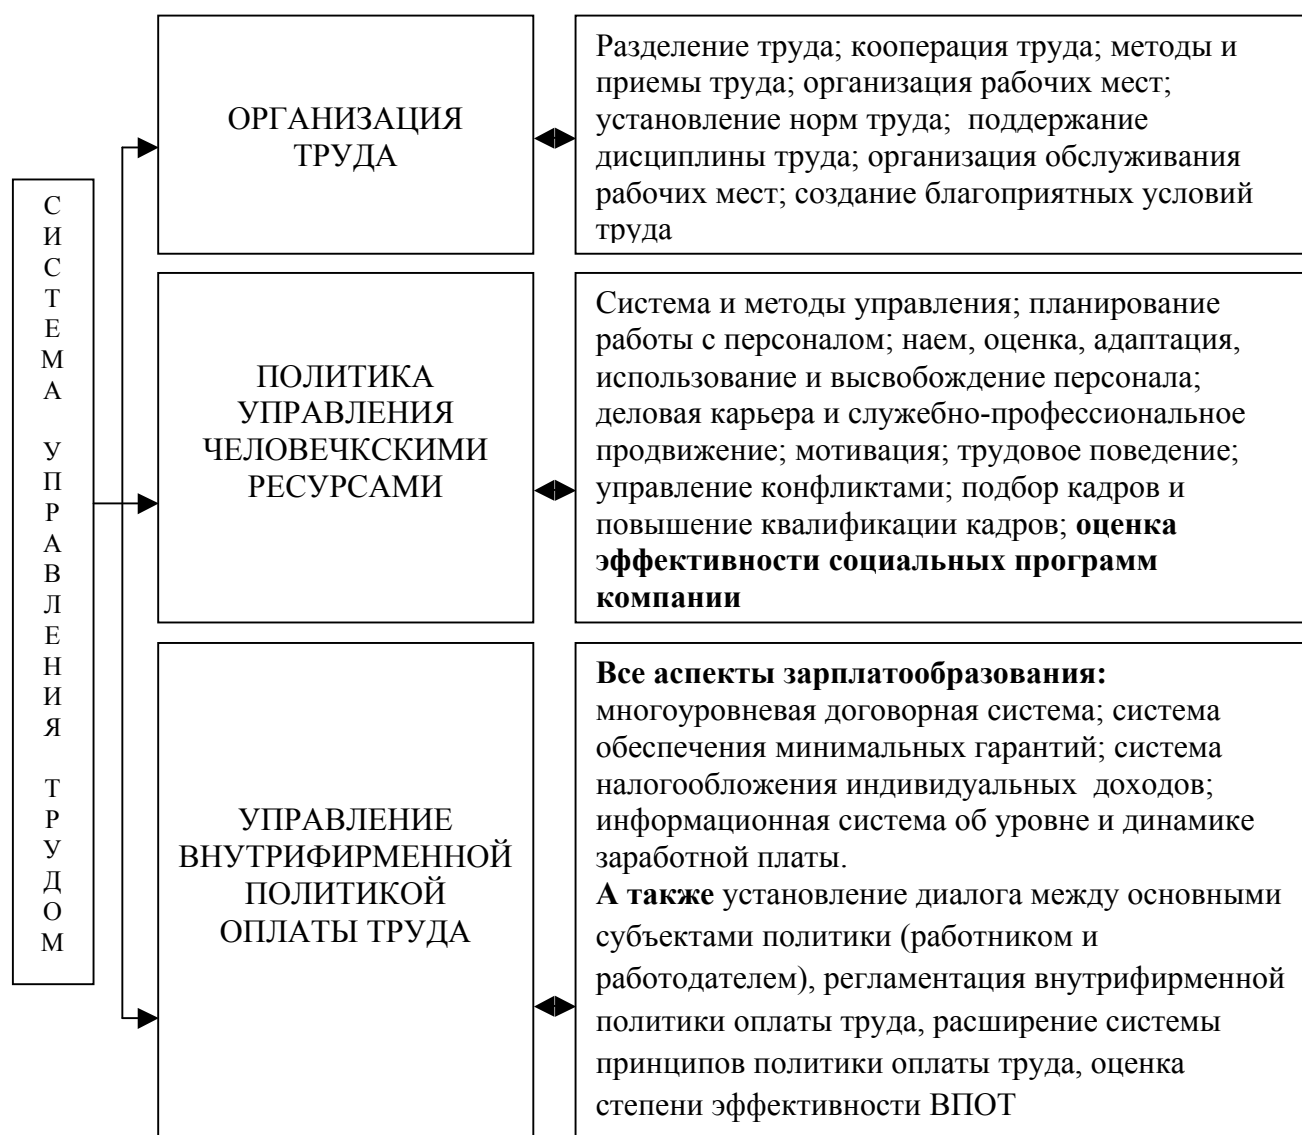 СИСТЕМА УПРАВЛЕНИЯ ТРУДОМ
ОРГАНИЗАЦИЯ
ТРУДА
Разделение труда; кооперация труда; методы и
приемы труда; организация рабочих мест;
установление норм труда;  поддержание
дисциплины труда; организация обслуживания
рабочих мест; создание благоприятных условий
труда
ПОЛИТИКА
УПРАВЛЕНИЯ
ЧЕЛОВЕЧКСКИМИ
РЕСУРСАМИ
Система и методы управления; планирование
работы с персоналом; наем, оценка, адаптация,
использование и высвобождение персонала;
деловая карьера и служебно-профессиональное
продвижение; мотивация; трудовое поведение;
управление конфликтами; подбор кадров и
повышение квалификации кадров; оценка
эффективности социальных программ
компании
УПРАВЛЕНИЕ
ВНУТРИФИРМЕННОЙ
ПОЛИТИКОЙ
ОПЛАТЫ ТРУДА
Все аспекты зарплатообразования:
многоуровневая договорная система; система
обеспечения минимальных гарантий; система
налогообложения индивидуальных  доходов;
информационная система об уровне и динамике
заработной платы.
А также установление диалога между основными
субъектами политики (работником и
работодателем), регламентация внутрифирменной
политики оплаты труда, расширение системы
принципов политики оплаты труда, оценка
степени эффективности ВПОТ